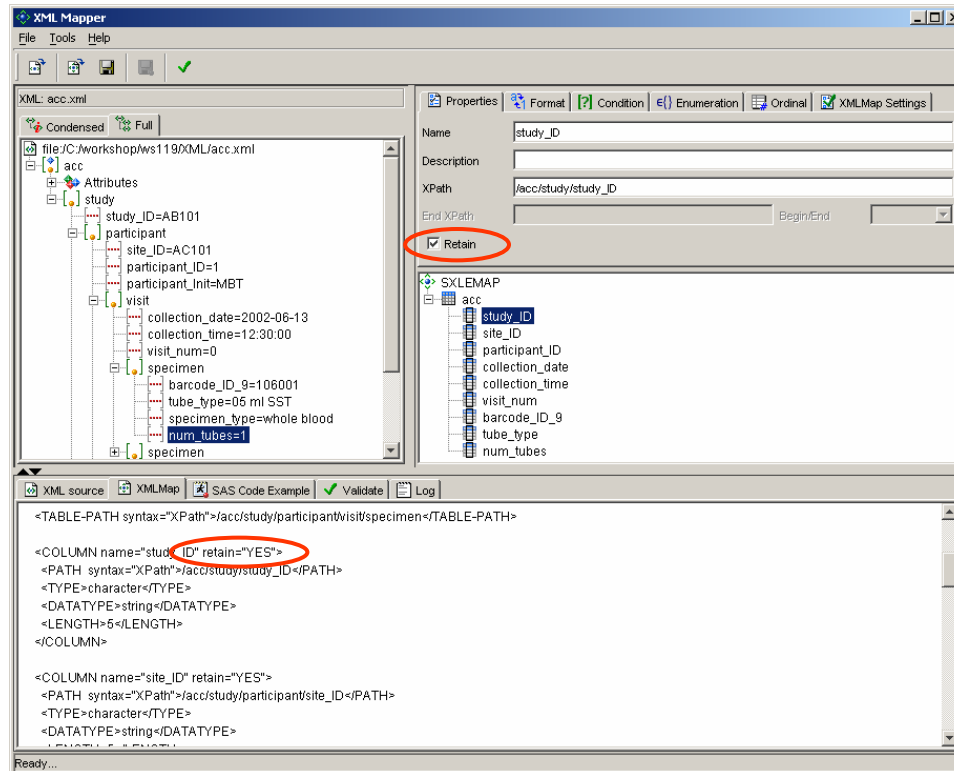 XML Mapper
File Tools Help
XML: acc.xml
Condensed Full
file:/C:/workshop/ws119/XML/acc.xml
acc
Attributes
study
study_ID=AB101
participant
site_ID=AC101
participant_ID=1
participant_Init=MBT
visit
collection_date=2002-06-13
collection_time=12:30:00
visit_num=0
specimen
barcode_ID_9=106001
tube_type=05 ml SST
specimen_type=whole blood
num_tubes=1
specimen
Properties Format Condition Enumeration Ordinal XMLMap Settings
Name study_ID
Description
XPath /acc/study/study_ID
End XPath Begin/End
Retain
SXLEMAP
acc
study_ID
site_ID
participant_ID
collection_date
collection_time
visit_num
barcode_ID_9
tube_type
num_tubes
XML source XMLMap SAS Code Example Validate Log
<TABLE-PATH syntax="XPath">/acc/study/participant/visit/specimen</TABLE-PATH>
<COLUMN name="study_ID" retain="YES">
<PATH syntax="XPath">/acc/study/study_ID</PATH>
<TYPE>character</TYPE>
<DATATYPE>string</DATATYPE>
<LENGTH>5</LENGTH>
</COLUMN>
<COLUMN name="site_ID" retain="YES">
<PATH syntax="XPath">/acc/study/participant/site_ID</PATH>
<TYPE>character</TYPE>
<DATATYPE>string</DATATYPE>
Ready...